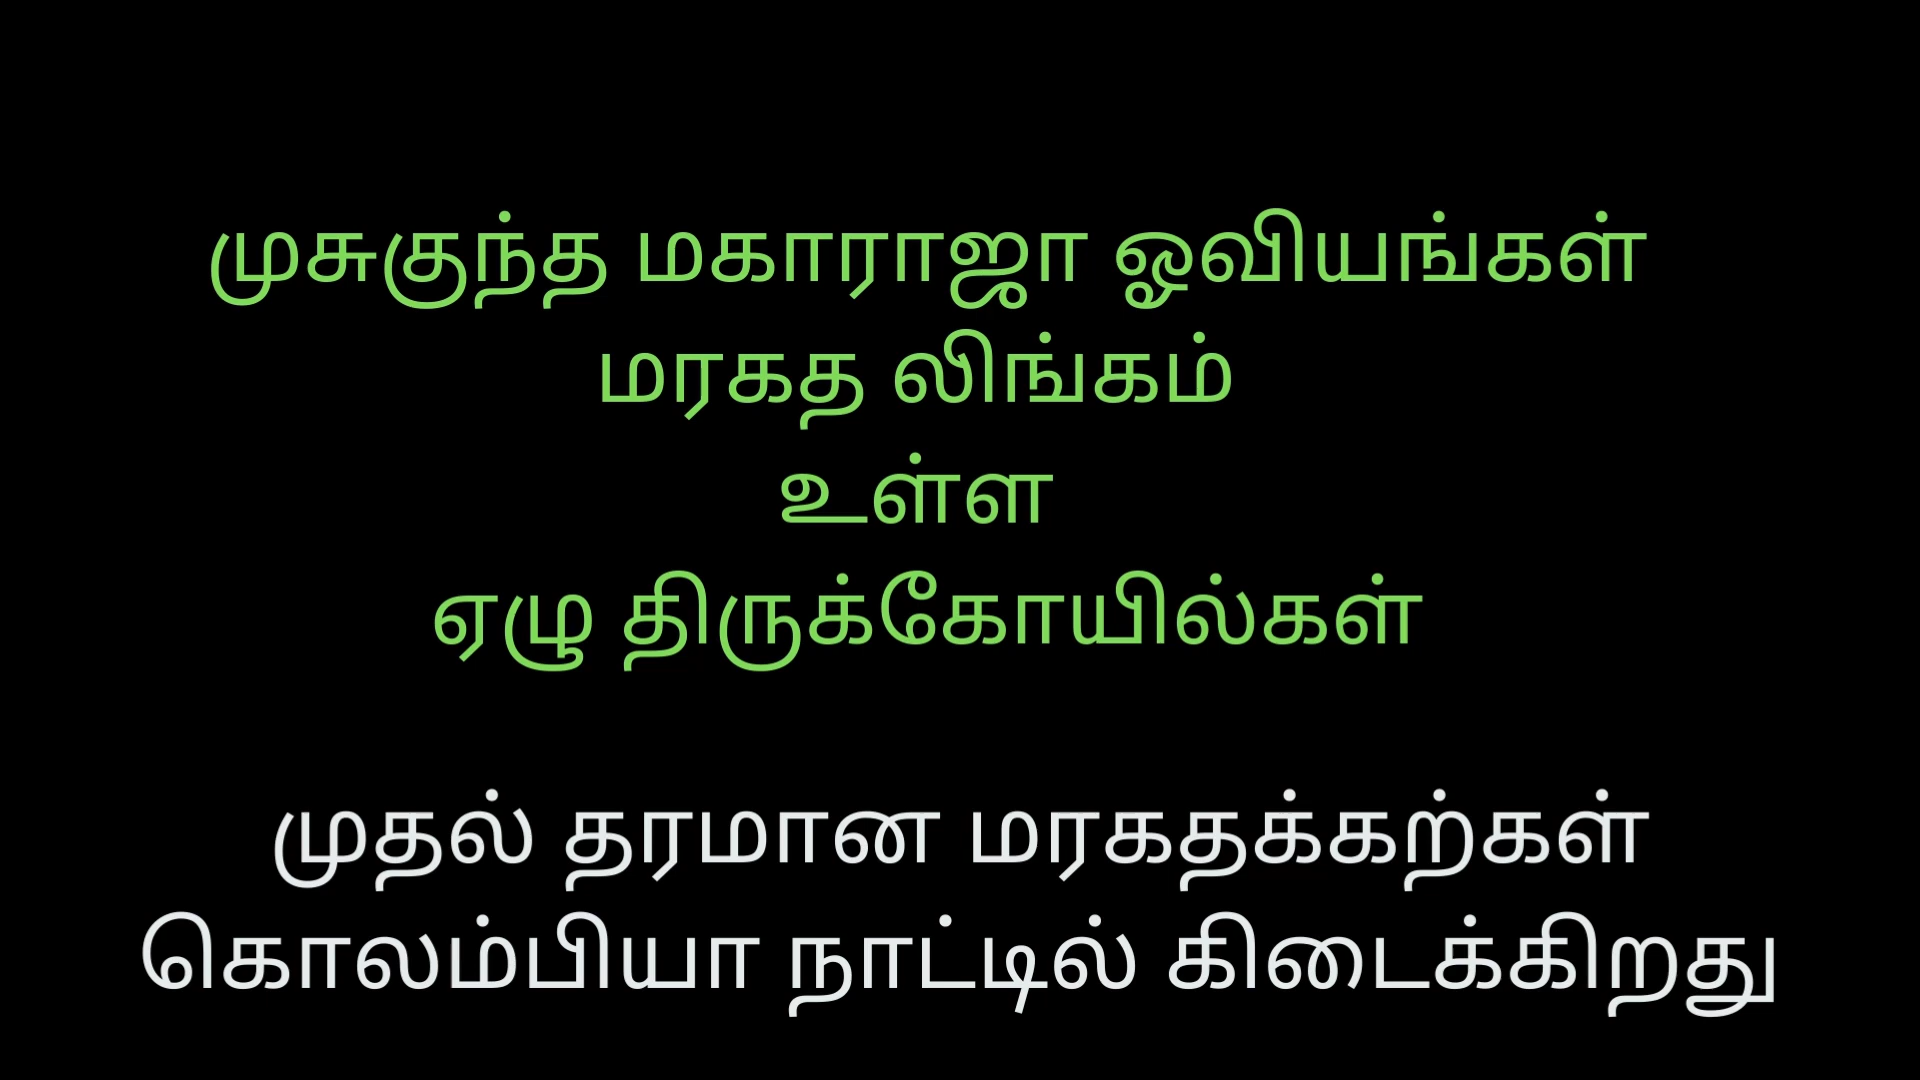 முசுகுந்த மகாராஜா ஓவியங்கள்
மரகத லிங்கம்
உள்ள
ஏழு திருக்கோயில்கள்
முதல் தரமான மரகதக்கற்கள்
கொலம்பியா நாட்டில் கிடைக்கிறது